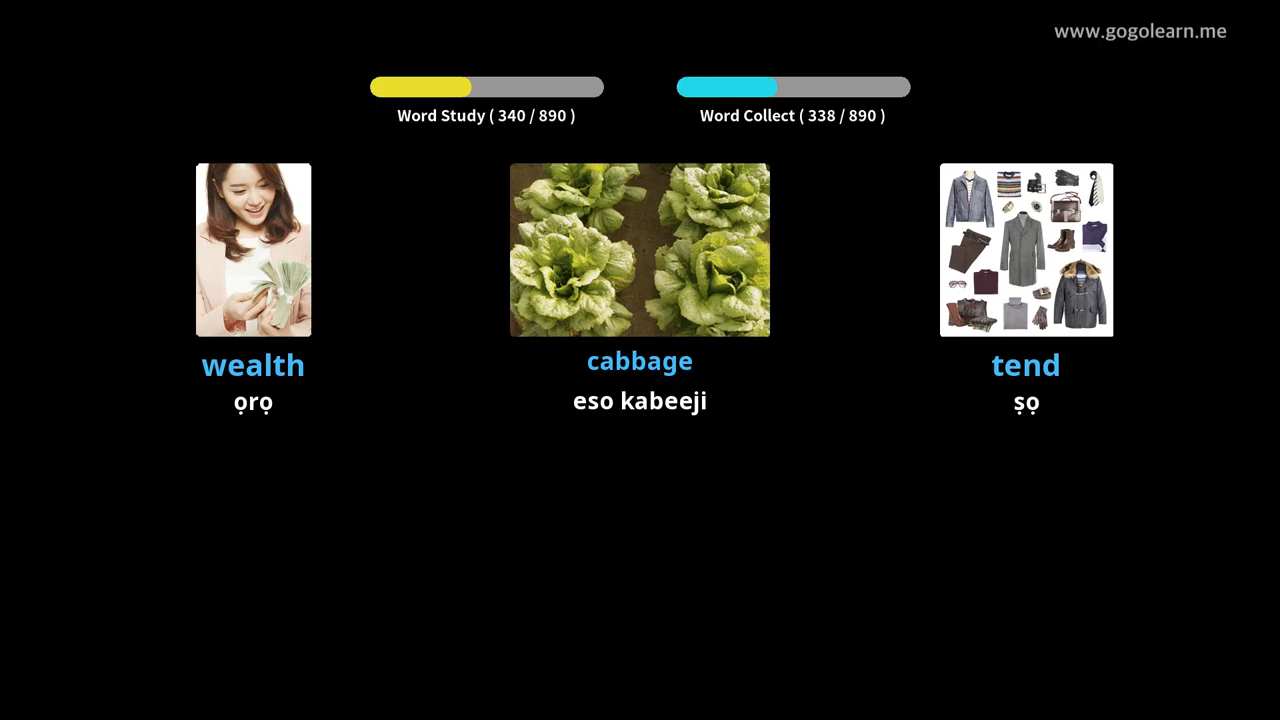 www.gogolearn.me
Word Study ( 340 / 890 )
Word Collect ( 338 / 890 )
wealth
ọrọ
cabbage
eso kabeeji
tend
ṣọ